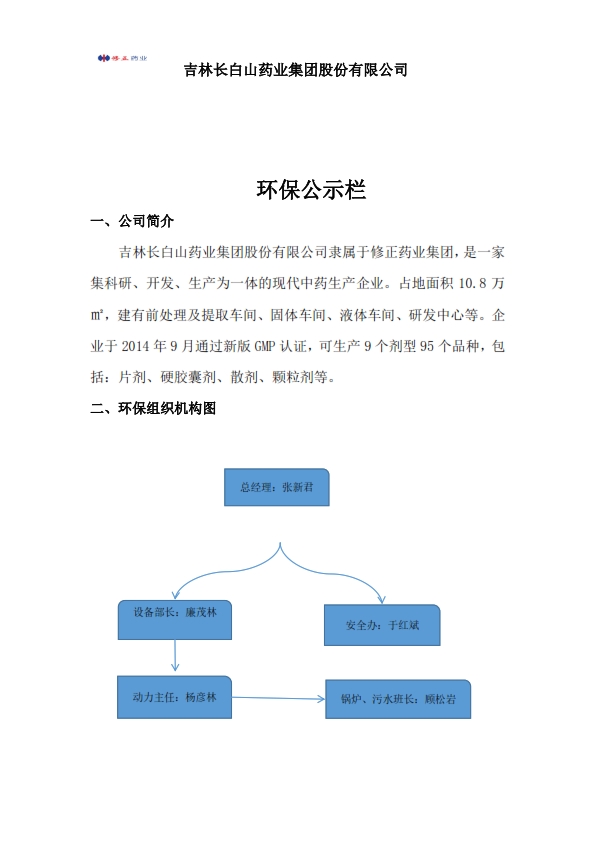 修正药业
吉林长白山药业集团股份有限公司
环保公示栏
一、公司简介
吉林长白山药业集团股份有限公司隶属于修正药业集团，是一家
集科研、开发、生产为一体的现代中药生产企业。占地面积 10.8 万
㎡，建有前处理及提取车间、固体车间、液体车间、研发中心等。企
业于 2014 年 9 月通过新版 GMP 认证，可生产 9 个剂型 95 个品种，包
括：片剂、硬胶囊剂、散剂、颗粒剂等。
二、环保组织机构图
总经理：张新君
设备部长：廉茂林
安全办：于红斌
动力主任：杨彦林
锅炉、污水班长：顾松岩